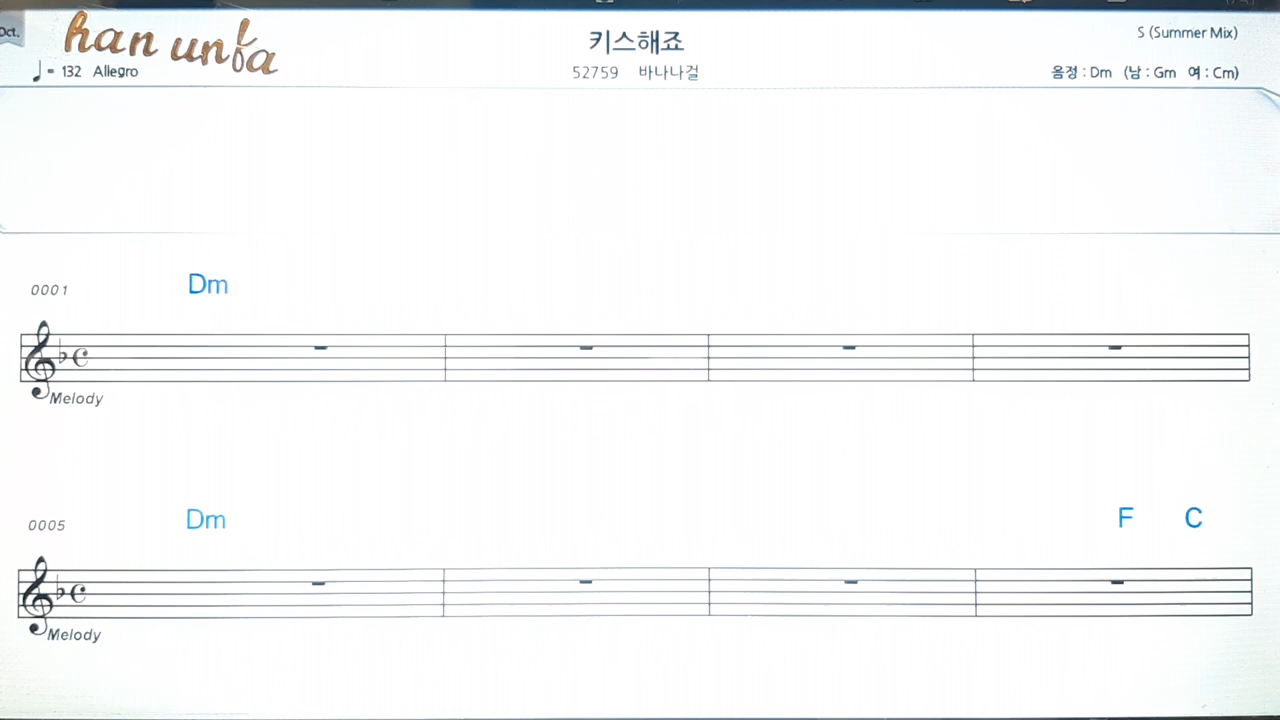 Oct.
han unfa
키스해죠
S (Summer Mix)
♩= 132 Allegro
52759 바나나걸
음정 : Dm (남 : Gm 여 : Cm)
0001
Dm
Melody
0005
Dm
F
C
Melody